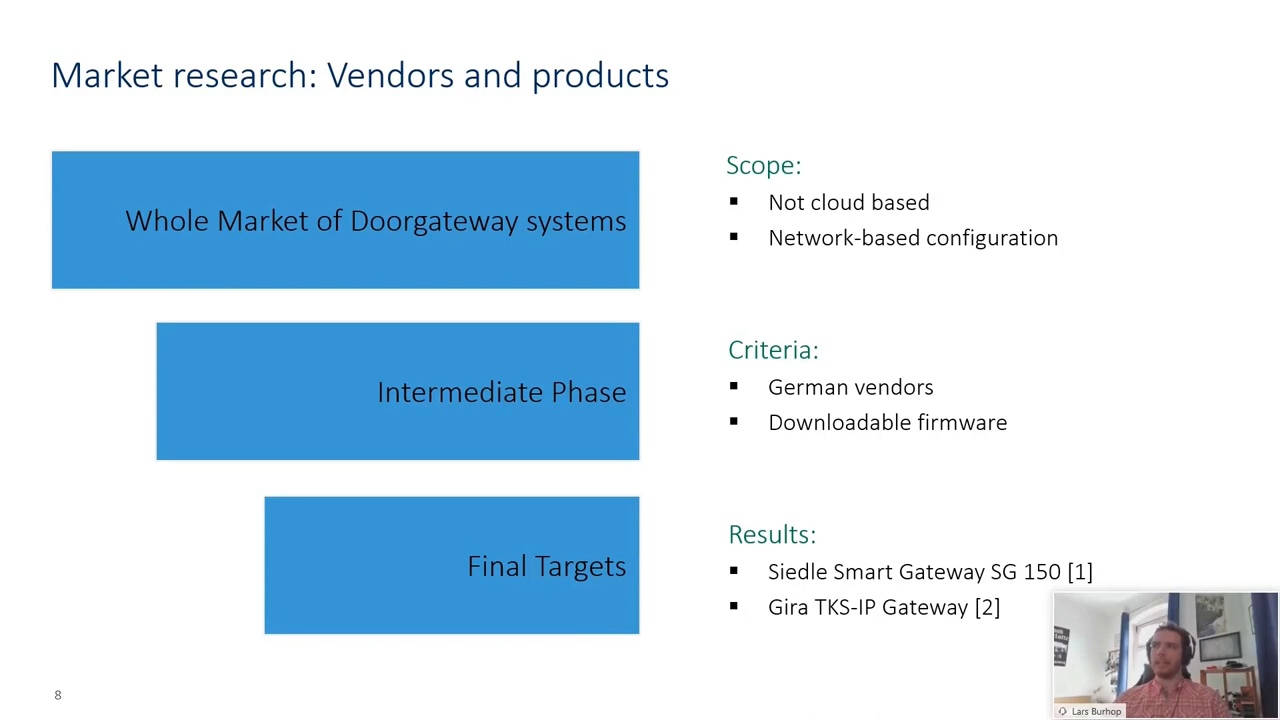 Market research: Vendors and products
Whole Market of Doorgateway systems
Scope:
▪ Not cloud based
▪ Network-based configuration
Intermediate Phase
Criteria:
▪ German vendors
▪ Downloadable firmware
Final Targets
Results:
▪ Siedle Smart Gateway SG 150 [1]
▪ Gira TKS-IP Gateway [2]
8
Lars Burhop